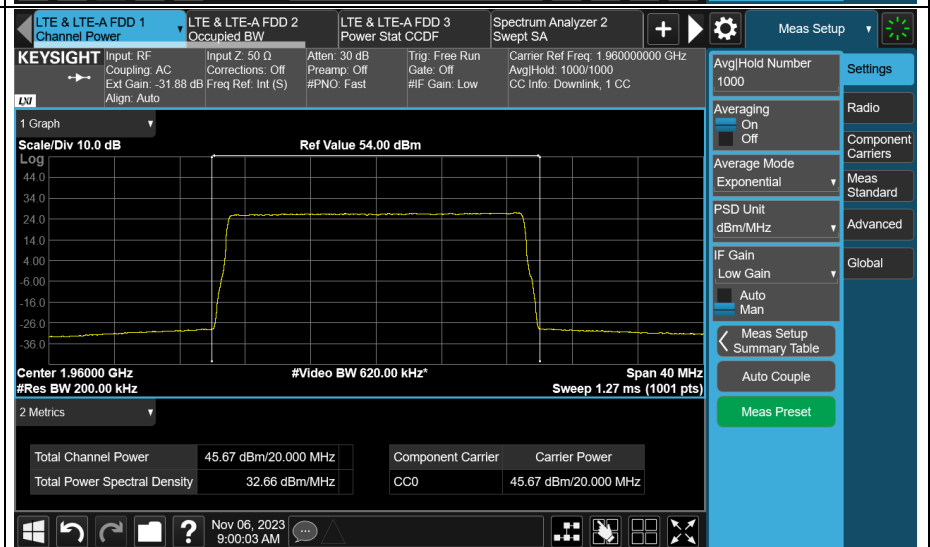 LTE & LTE-A FDD 1
Channel Power
LTE & LTE-A FDD 2
Occupied BW
LTE & LTE-A FDD 3
Power Stat CCDF
Spectrum Analyzer 2
Swept SA
Meas Setup
KEYSIGHT
LXI
Input: RF
Coupling: AC
Ext Gain: -31.88 dB
Align: Auto
Input Z: 50 Ω
Corrections: Off
Freq Ref: Int (S)
Atten: 30 dB
Preamp: Off
#PNO: Fast
Trig: Free Run
Gate: Off
#IF Gain: Low
Carrier Ref Freq: 1.960000000 GHz
Avg|Hold: 1000/1000
CC Info: Downlink, 1 CC
1 Graph
Scale/Div 10.0 dB
Ref Value 54.00 dBm
Log
44.0
34.0
24.0
14.0
4.00
-6.00
-16.0
-26.0
-36.0
Center 1.96000 GHz
#Video BW 620.00 kHz*
Span 40 MHz
#Res BW 200.00 kHz
Sweep 1.27 ms (1001 pts)
2 Metrics
Total Channel Power 45.67 dBm/20.000 MHz
Total Power Spectral Density 32.66 dBm/MHz
Component Carrier Carrier Power
CC0 45.67 dBm/20.000 MHz
Nov 06, 2023
9:00:03 AM
Avg|Hold Number
1000
Averaging
On
Off
Average Mode
Exponential
PSD Unit
dBm/MHz
IF Gain
Low Gain
Auto
Man
Meas Setup
Summary Table
Auto Couple
Meas Preset
Settings
Radio
Component
Carriers
Meas
Standard
Advanced
Global